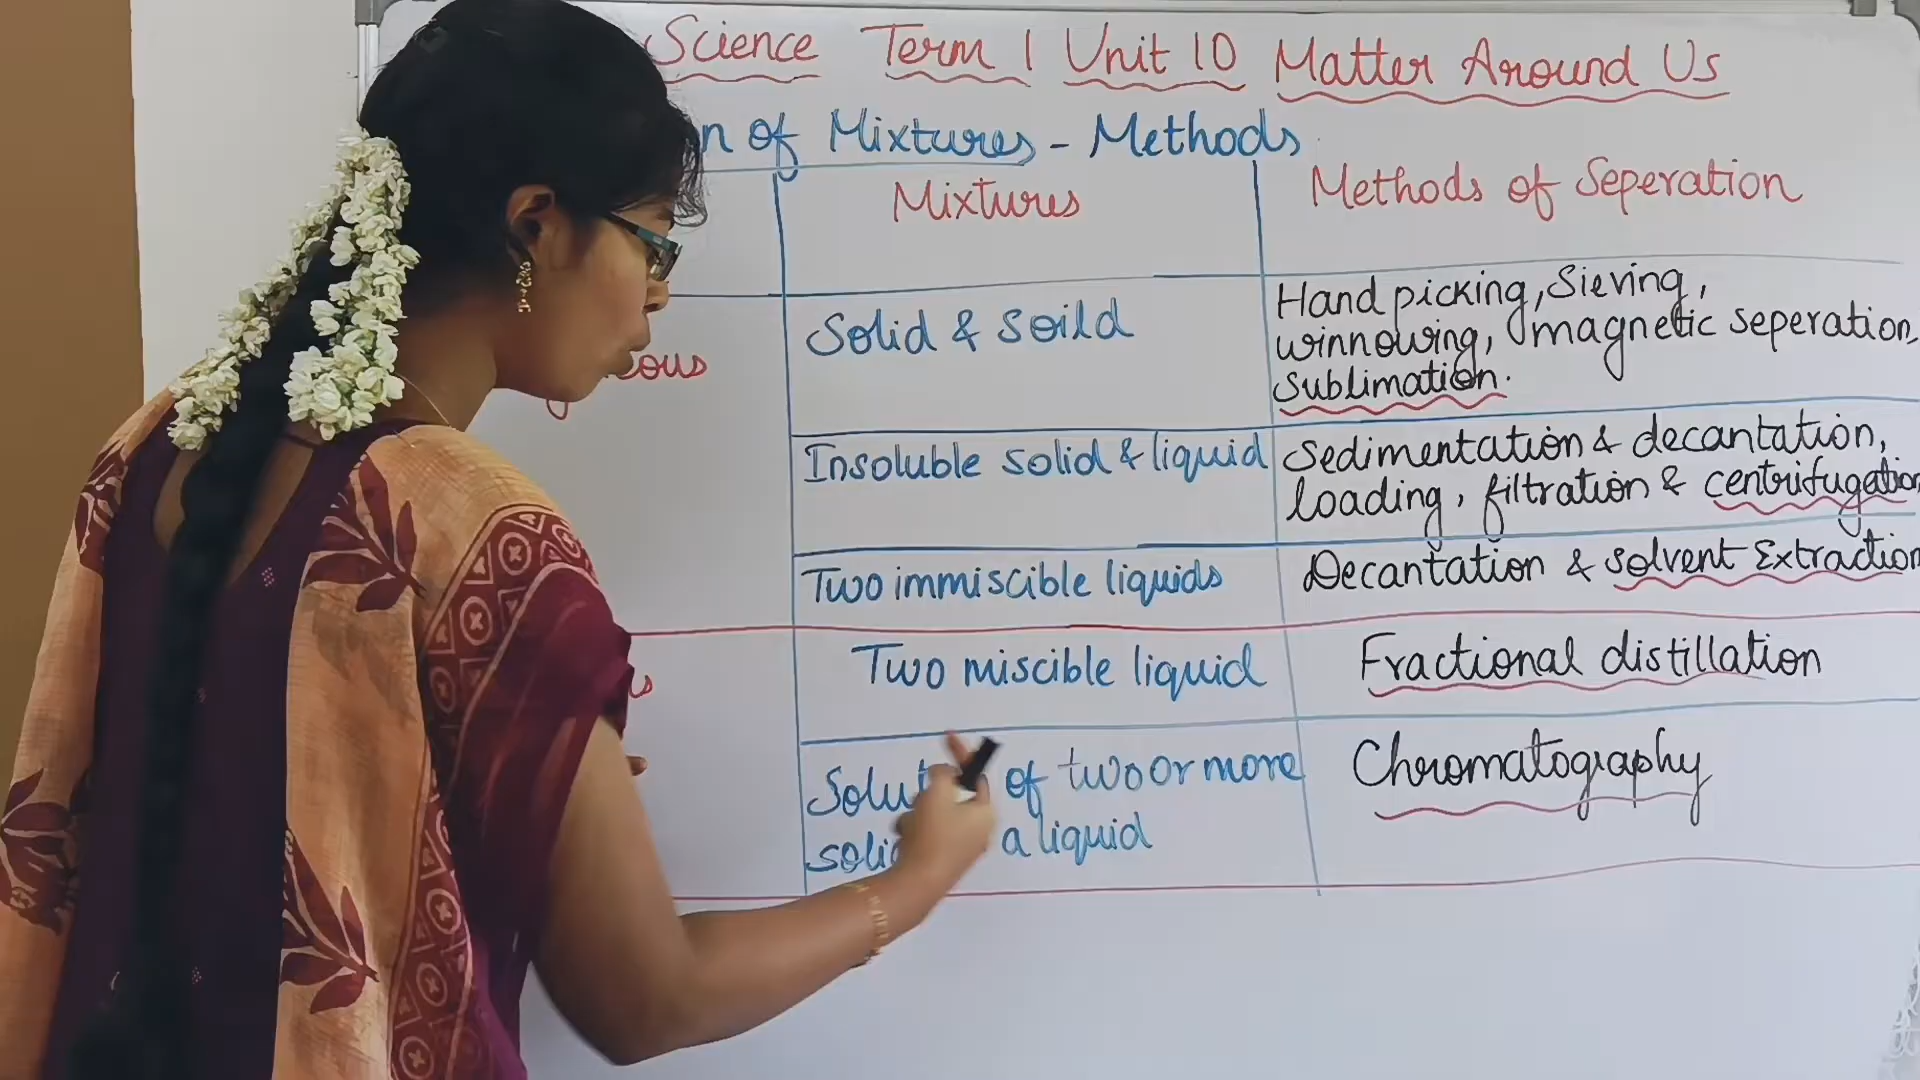 Science Term 1 Unit 10 Matter Around Us
of Mixtures - Methods
Mixtures
Methods of Seperation
Solid & Soild
Hand picking, Sieving,
winnowing, magnetic seperation,
Sublimation.
Insoluble solid & liquid
Sedimentation & decantation,
loading, filtration & centrifugation
Two immiscible liquids
Decantation & solvent Extraction
Two miscible liquid
Fractional distillation
of two or more
a liquid
Chromatography